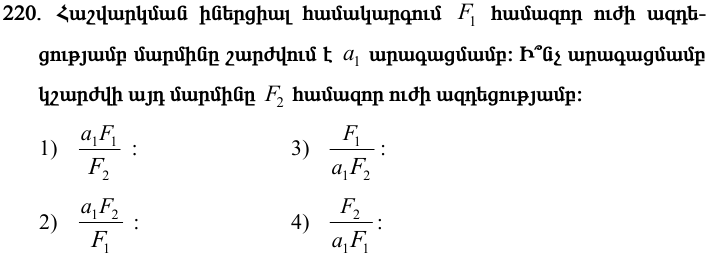 220. Հաշվարկման իներցիալ համակարգում F₁ համազոր ուժի ազդե-
ցությամբ մարմինը շարժվում է a₁ արագացմամբ: Ի՞նչ արագացմամբ
կշարժվի այդ մարմինը F₂ համազոր ուժի ազդեցությամբ:
1) a₁F₁/F₂ : 3) F₁/a₁F₂ :
2) a₁F₂/F₁ : 4) F₂/a₁F₁ :